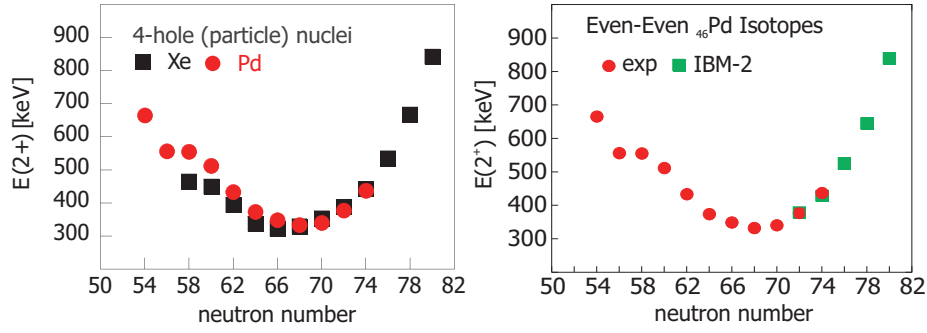 4-hole (particle) nuclei
Xe Pd
E(2+) [keV]
900
800
700
600
500
400
300
50 54 58 62 66 70 74 78 82
neutron number
Even-Even ₄₆Pd Isotopes
exp IBM-2
E(2⁺) [keV]
900
800
700
600
500
400
300
50 54 58 62 66 70 74 78 82
neutron number